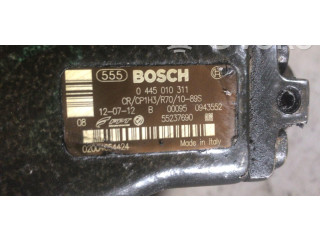 555 BOSCH
0 445 010 311
CR/CP1H3/R70/10-89S
12-07-12 B 00095 0943552
08 FPT 55237690
Made in Italy